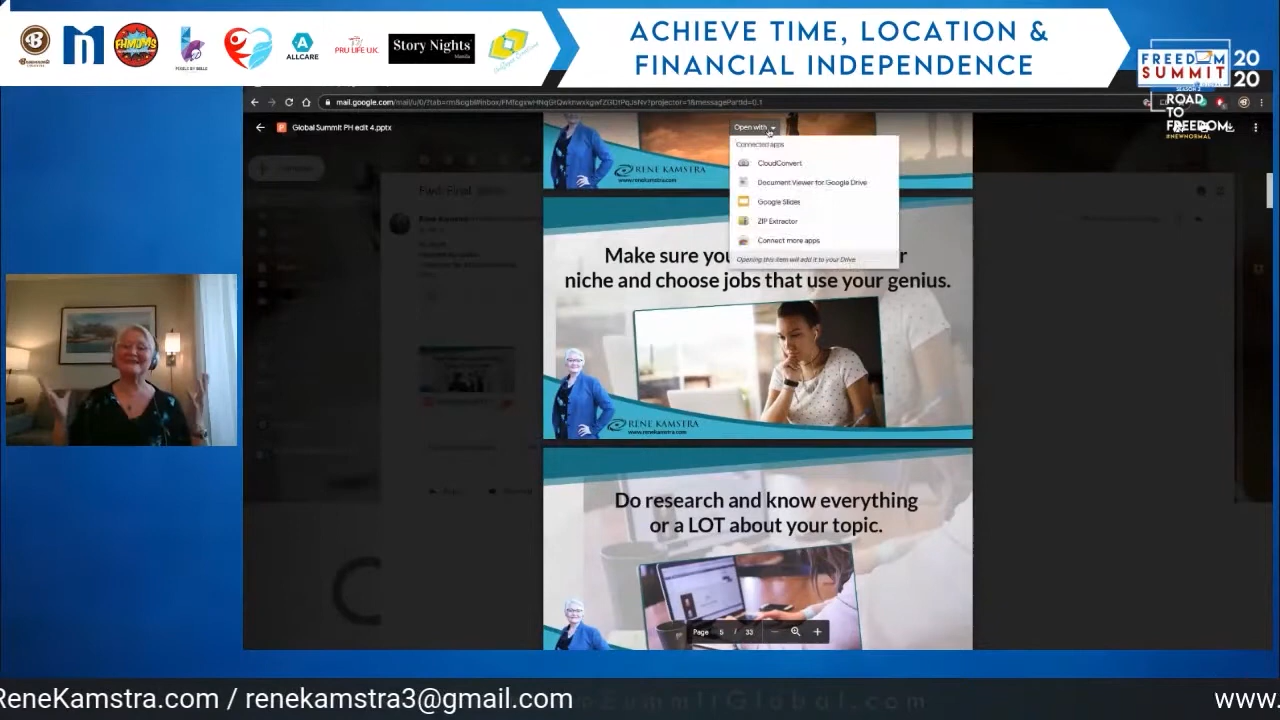 ACHIEVE TIME, LOCATION &
FINANCIAL INDEPENDENCE
FHMOMS
ALLCARE
PRU LIFE U.K.
Story Nights
FREEDOM
SUMMIT
2020
ROAD
TO
FREEDOM
#NEWNORMAL
Global Summit PH edit 4.pptx
Open with
Connected apps
CloudConvert
Document Viewer for Google Drive
Google Slides
ZIP Extractor
Connect more apps
Opening this item will add it to your Drive
RENE KAMSTRA
www.renekamstra.com
Make sure you
r
niche and choose jobs that use your genius.
RENE KAMSTRA
www.renekamstra.com
Do research and know everything
or a LOT about your topic.
Page 5 / 33
ReneKamstra.com / renekamstra3@gmail.com
www.